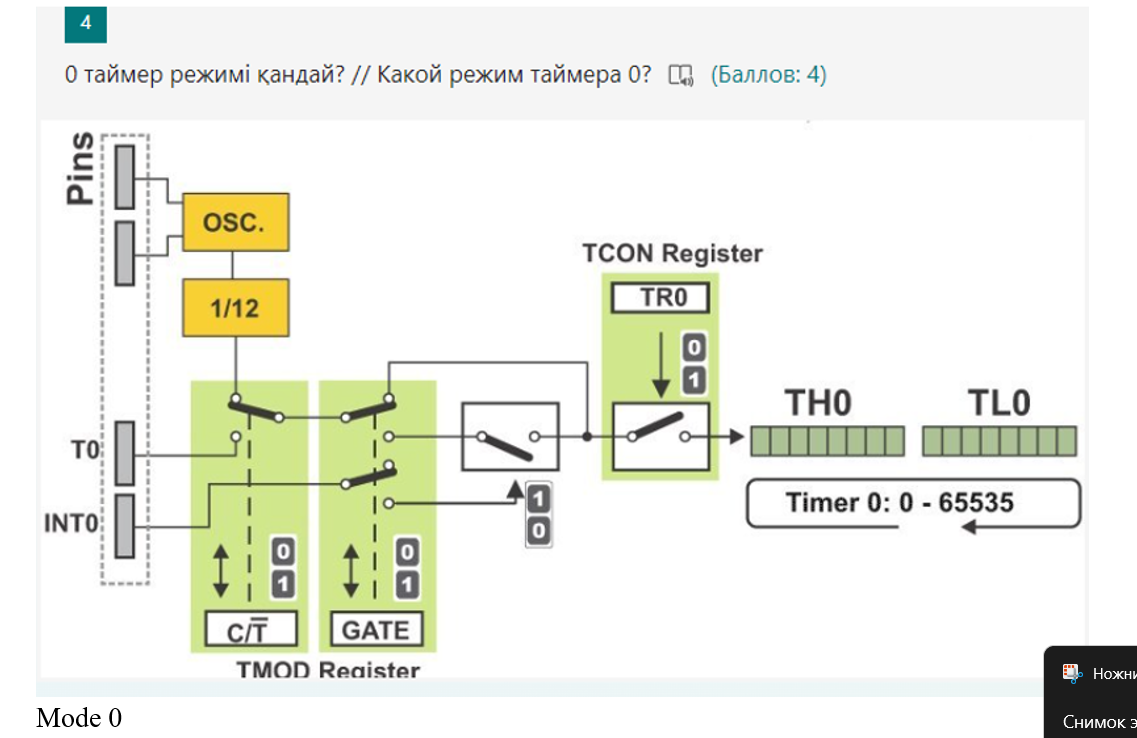 4
0 таймер режимі қандай? // Какой режим таймера 0? (Баллов: 4)
Pins
OSC.
TCON Register
1/12
TR0
0
1
TH0 TL0
T0
1
0
Timer 0: 0 - 65535
INT0
0 0
1 1
C/T̅ GATE
TMOD Register
Ножни
Mode 0
Снимок э